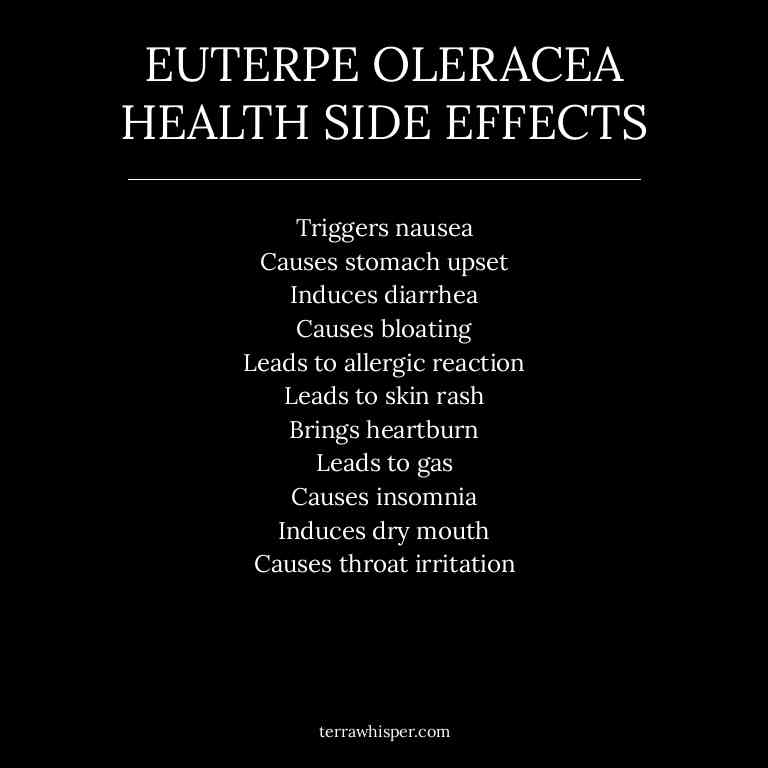 EUTERPE OLERACEA
HEALTH SIDE EFFECTS
Triggers nausea
Causes stomach upset
Induces diarrhea
Causes bloating
Leads to allergic reaction
Leads to skin rash
Brings heartburn
Leads to gas
Causes insomnia
Induces dry mouth
Causes throat irritation
terrawhisper.com